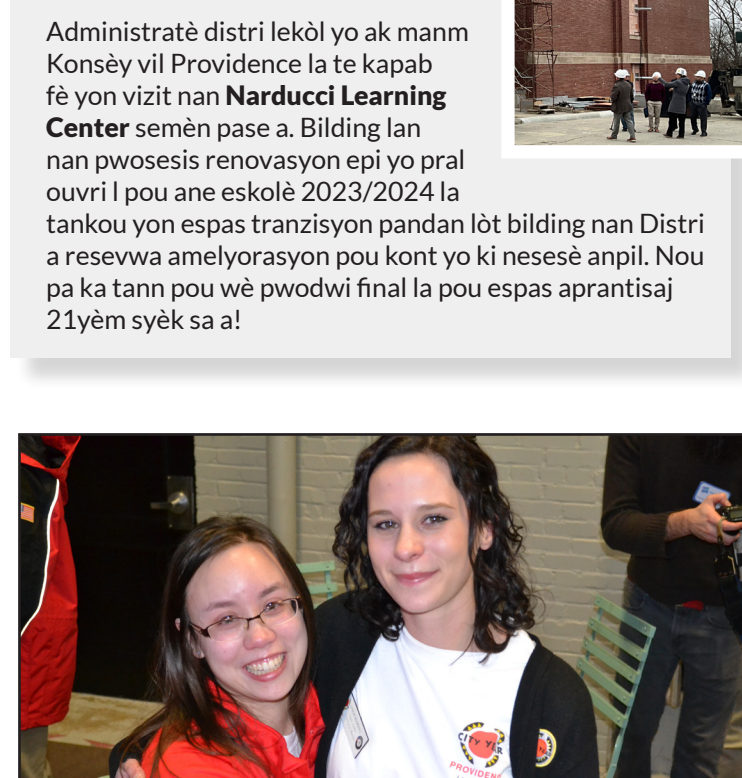 Administratè distri lekòl yo ak manm
Konsèy vil Providence la te kapab
fè yon vizit nan Narducci Learning
Center semèn pase a. Bilding lan
nan pwosesis renovasyon epi yo pral
ouvri l pou ane eskolè 2023/2024 la
tankou yon espas tranzisyon pandan lòt bilding nan Distri
a resevwa amelyorasyon pou kont yo ki nesesè anpil. Nou
pa ka tann pou wè pwodwi final la pou espas aprantisaj
21yèm syèk sa a!
CITY YEAR